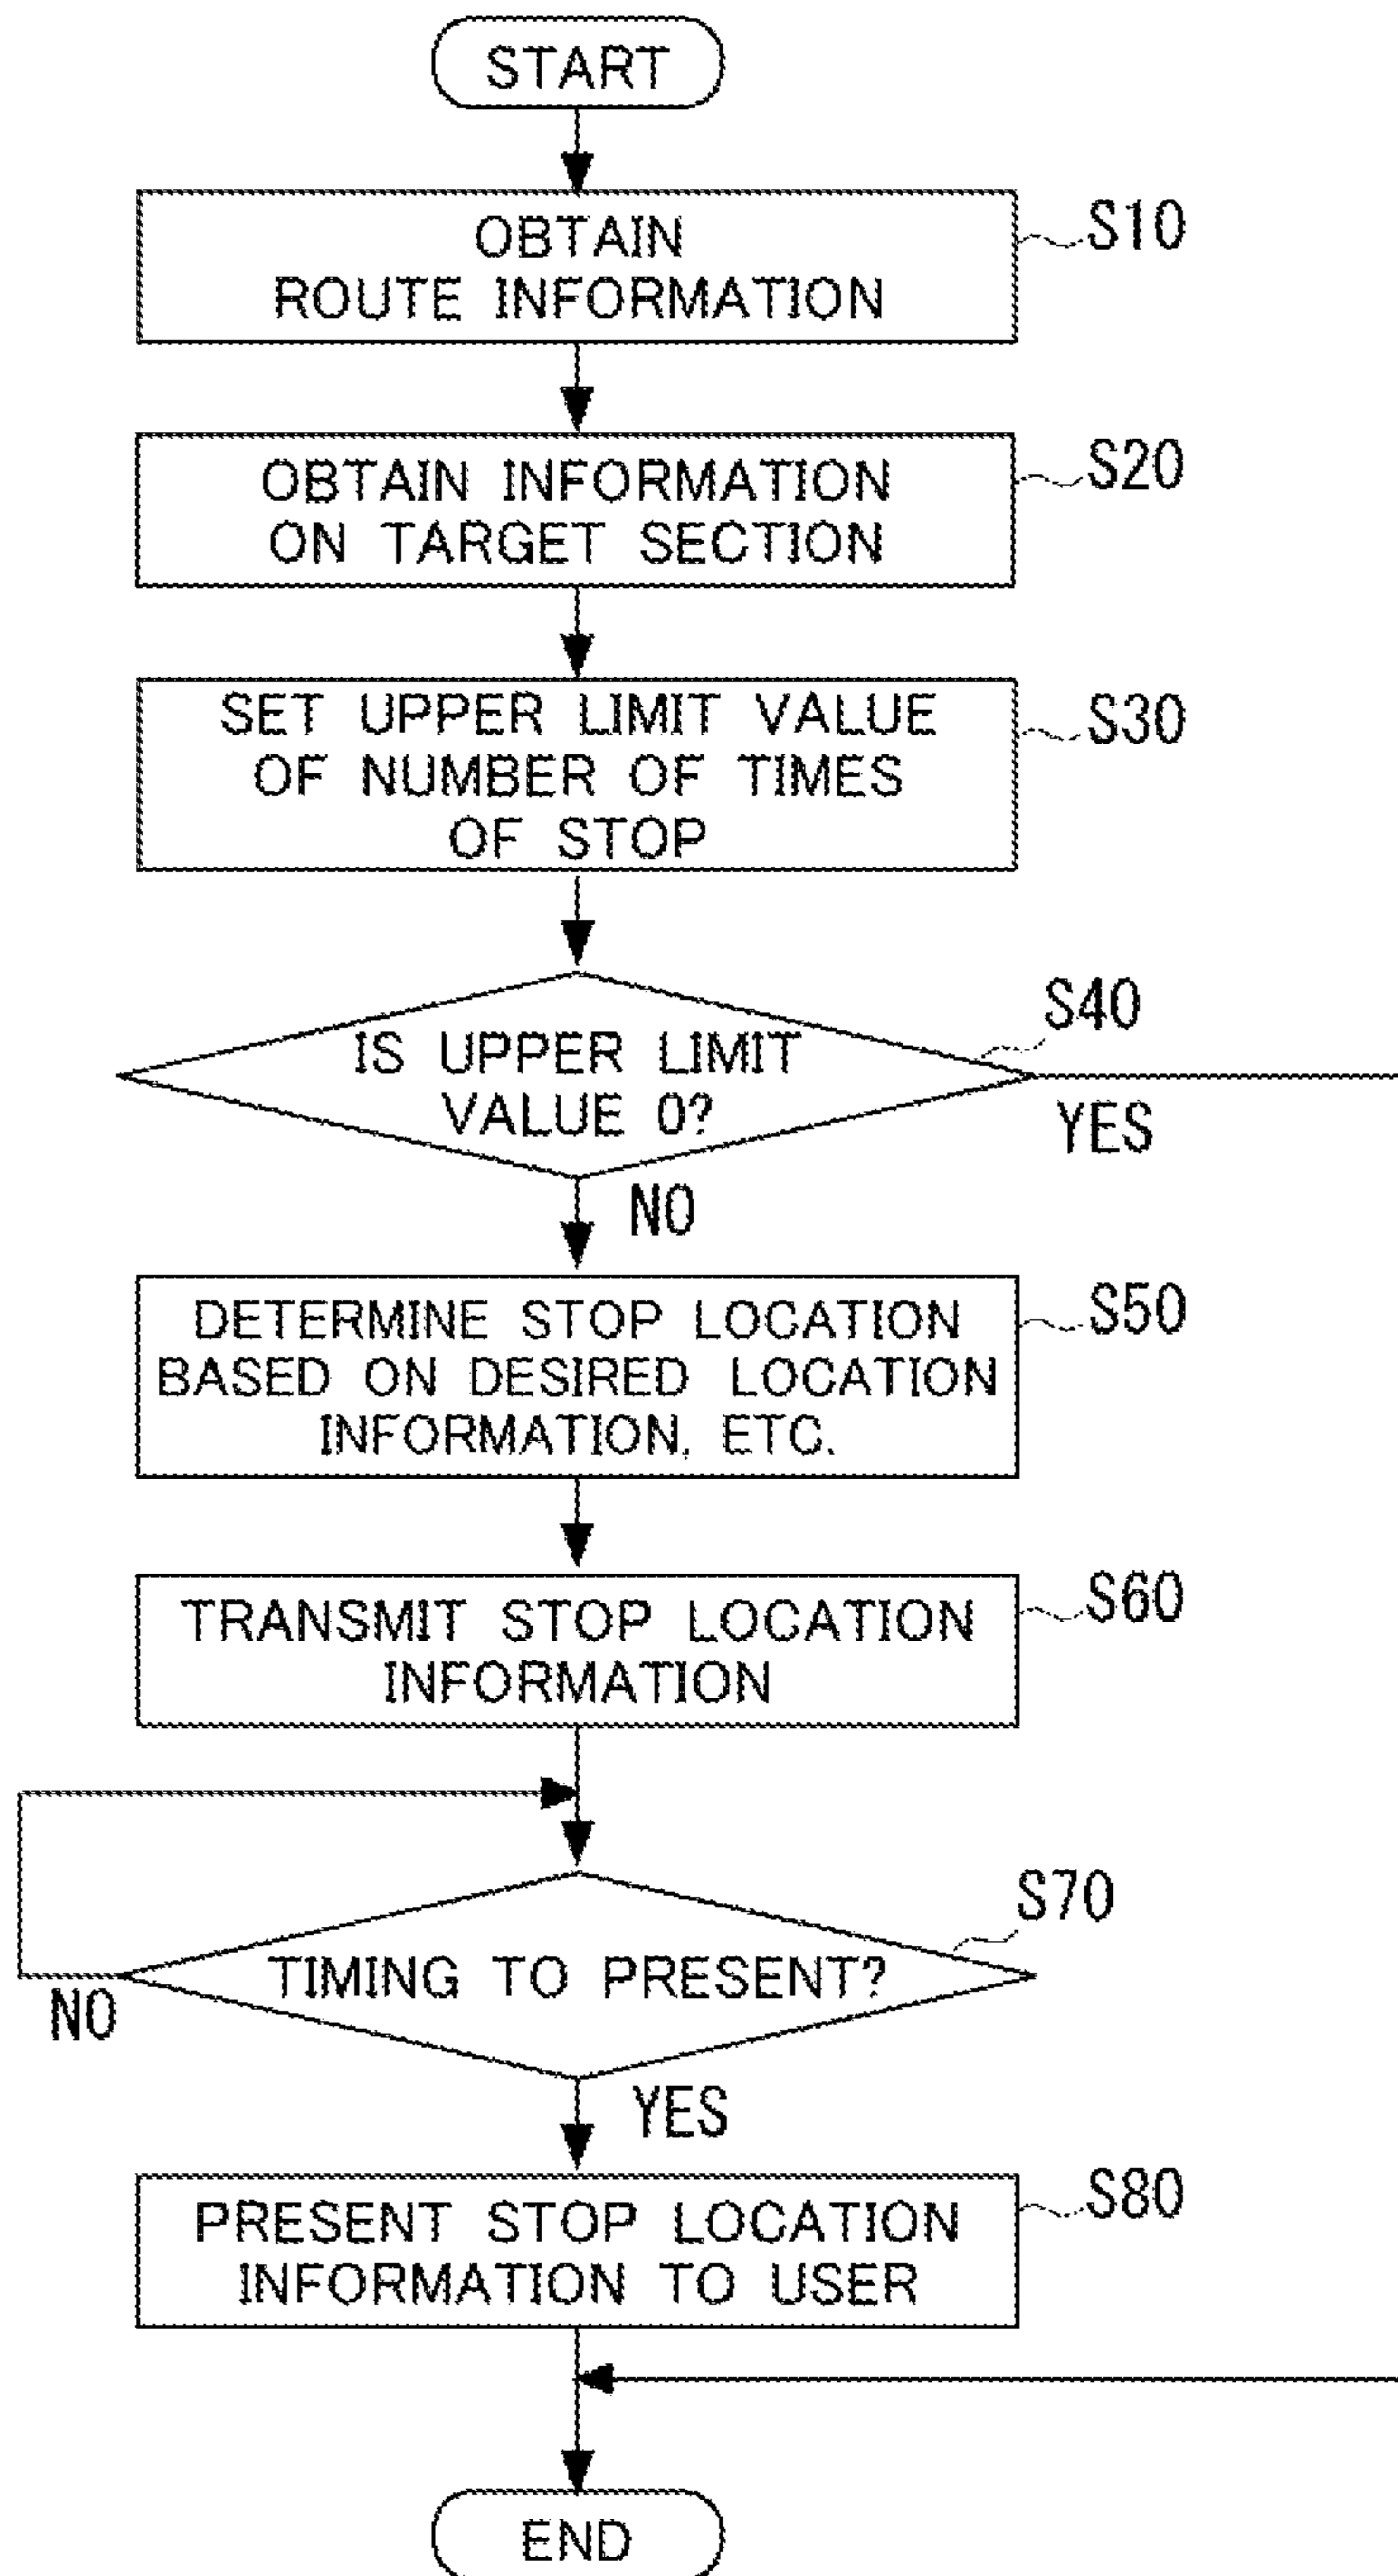 START
OBTAIN
ROUTE INFORMATION
S10
OBTAIN INFORMATION
ON TARGET SECTION
S20
SET UPPER LIMIT VALUE
OF NUMBER OF TIMES
OF STOP
S30
IS UPPER LIMIT
VALUE 0?
S40
YES
NO
DETERMINE STOP LOCATION
BASED ON DESIRED LOCATION
INFORMATION, ETC.
S50
TRANSMIT STOP LOCATION
INFORMATION
S60
TIMING TO PRESENT?
S70
NO
YES
PRESENT STOP LOCATION
INFORMATION TO USER
S80
END